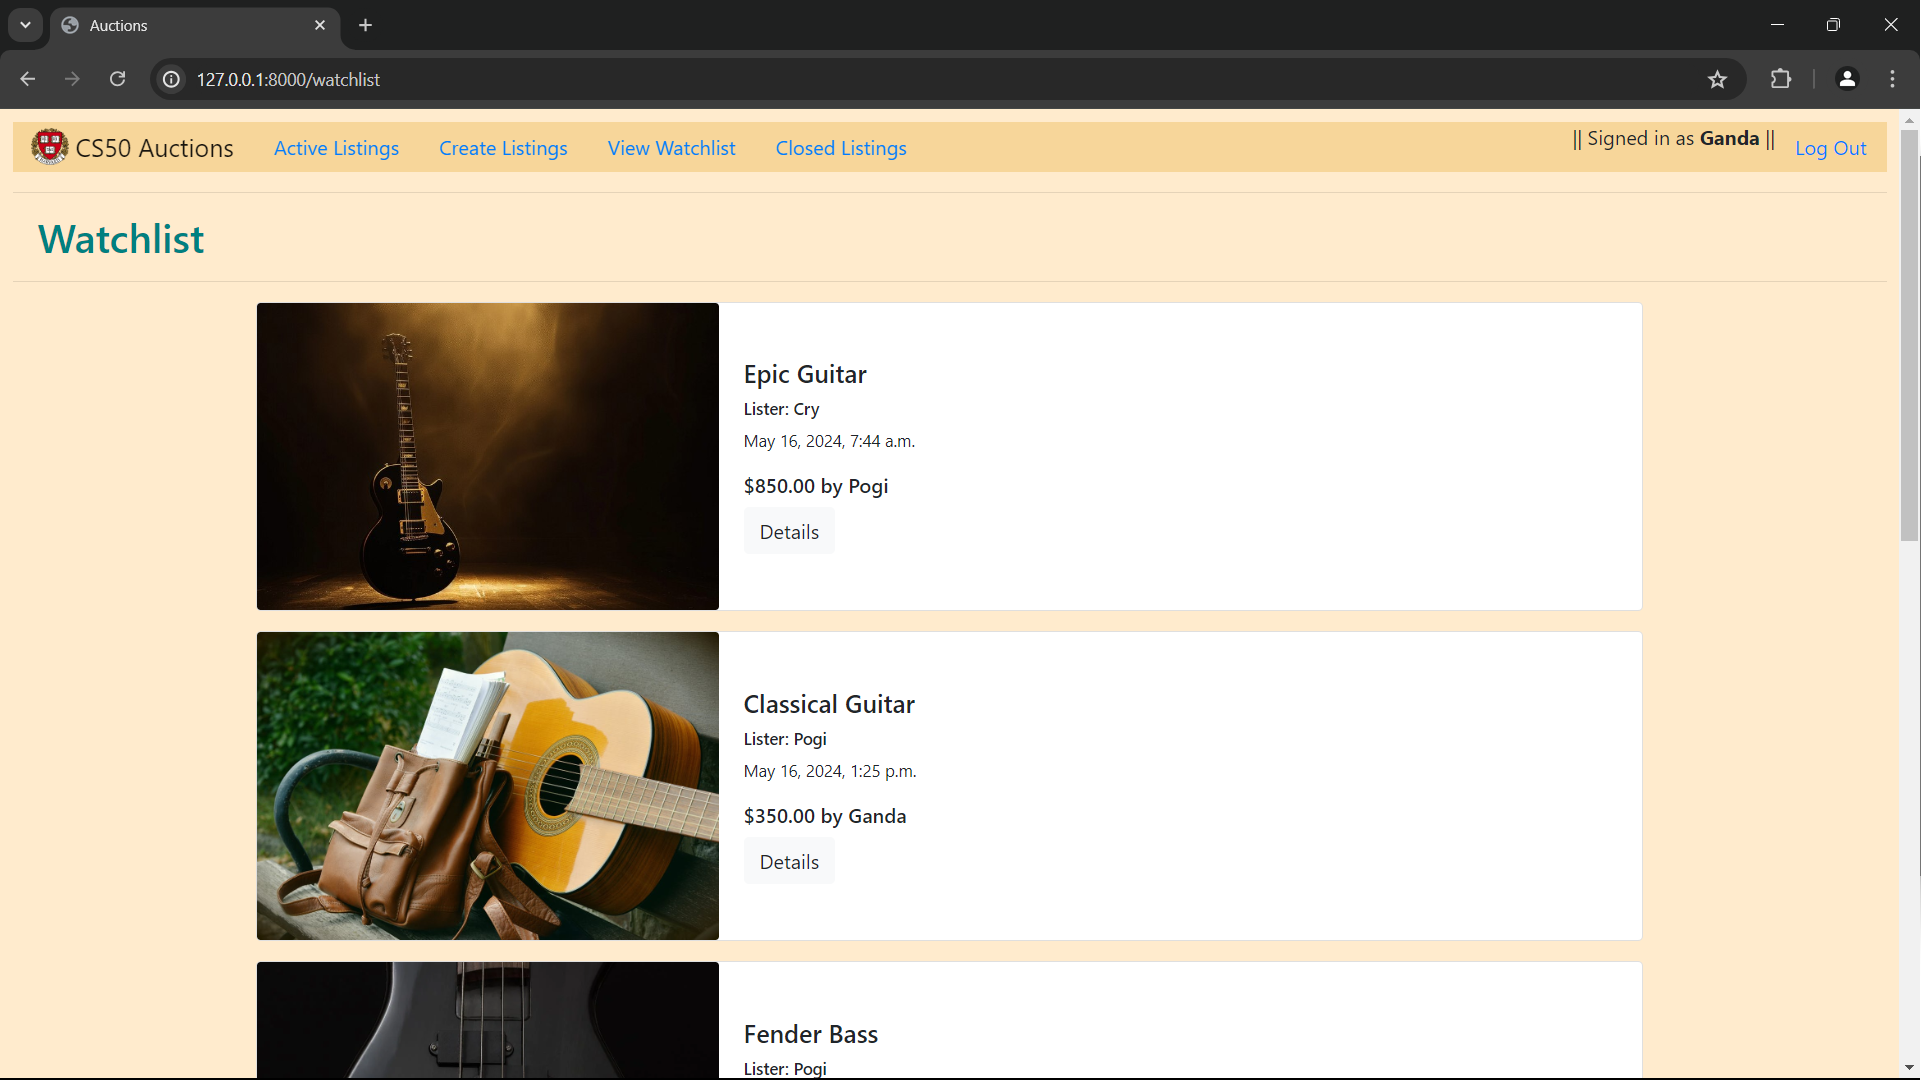 Auctions
127.0.0.1:8000/watchlist
CS50 Auctions Active Listings Create Listings View Watchlist Closed Listings || Signed in as Ganda || Log Out
Watchlist
Epic Guitar
Lister: Cry
May 16, 2024, 7:44 a.m.
$850.00 by Pogi
Details
Classical Guitar
Lister: Pogi
May 16, 2024, 1:25 p.m.
$350.00 by Ganda
Details
Fender Bass
Lister: Pogi